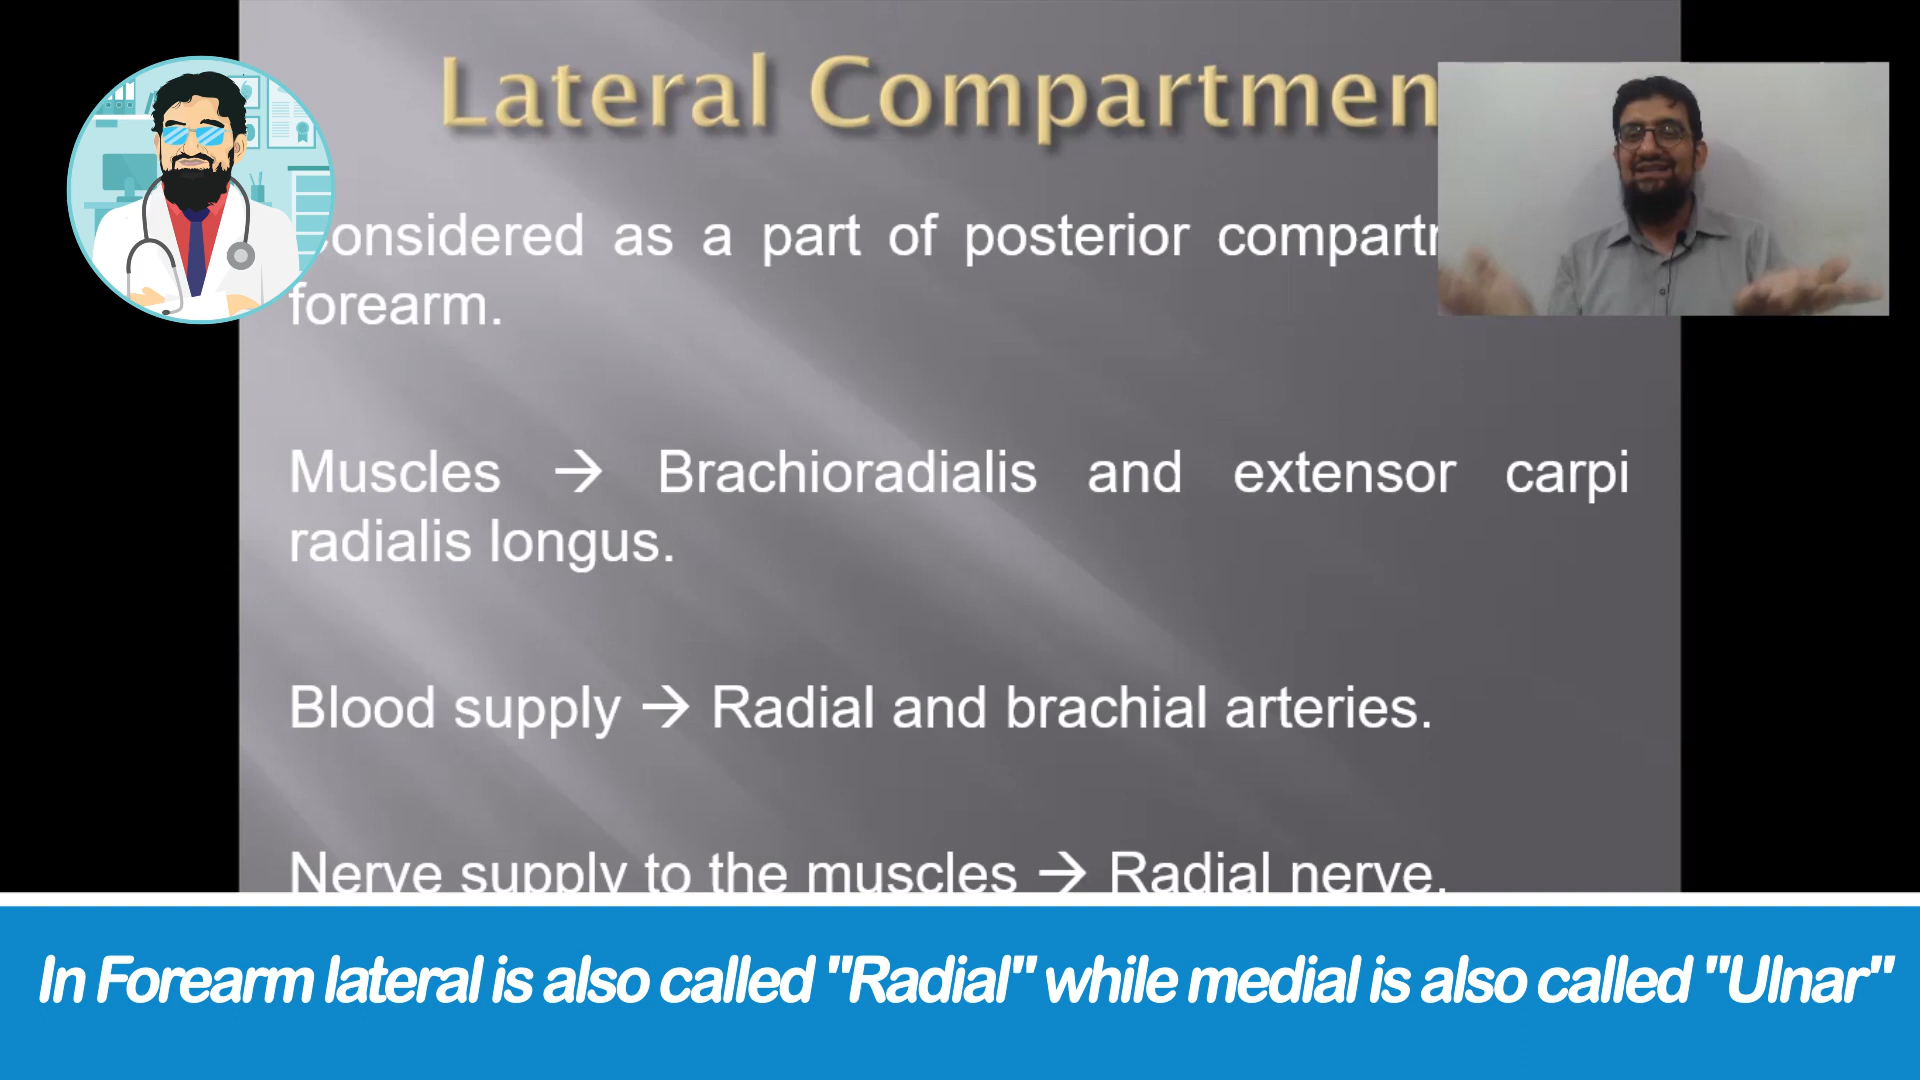 Lateral Compartmen
onsidered as a part of posterior
forearm.
Muscles → Brachioradialis and extensor carpi
radialis longus.
Blood supply → Radial and brachial arteries.
Nerve supply to the muscles → Radial nerve.
In Forearm lateral is also called "Radial" while medial is also called "Ulnar"